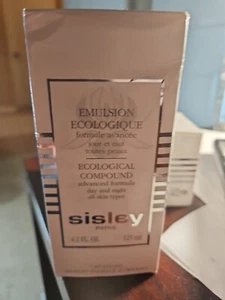 EMULSION
ECOLOGIQUE
formule avancée
jour et nuit
toutes peaux
ECOLOGICAL
COMPOUND
advanced formula
day and night
all skin types
sisley
PARIS
4.2 FL. OZ. 125 ml